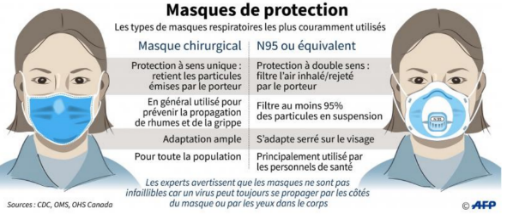 Masques de protection
Les types de masques respiratoires les plus couramment utilisés
Masque chirurgical
N95 ou équivalent
Protection à sens unique :
retient les particules
émises par le porteur
Protection à double sens :
filtre l'air inhalé/rejeté
par le porteur
En général utilisé pour
prévenir la propagation
de rhumes et de la grippe
Filtre au moins 95%
des particules en suspension
Adaptation ample
S'adapte serré sur le visage
Pour toute la population
Principalement utilisé par
les personnels de santé
Les experts avertissent que les masques ne sont pas
infaillibles car un virus peut toujours se propager par les côtés
du masque ou par les yeux dans le corps
Sources : CDC, OMS, OHS Canada
© AFP